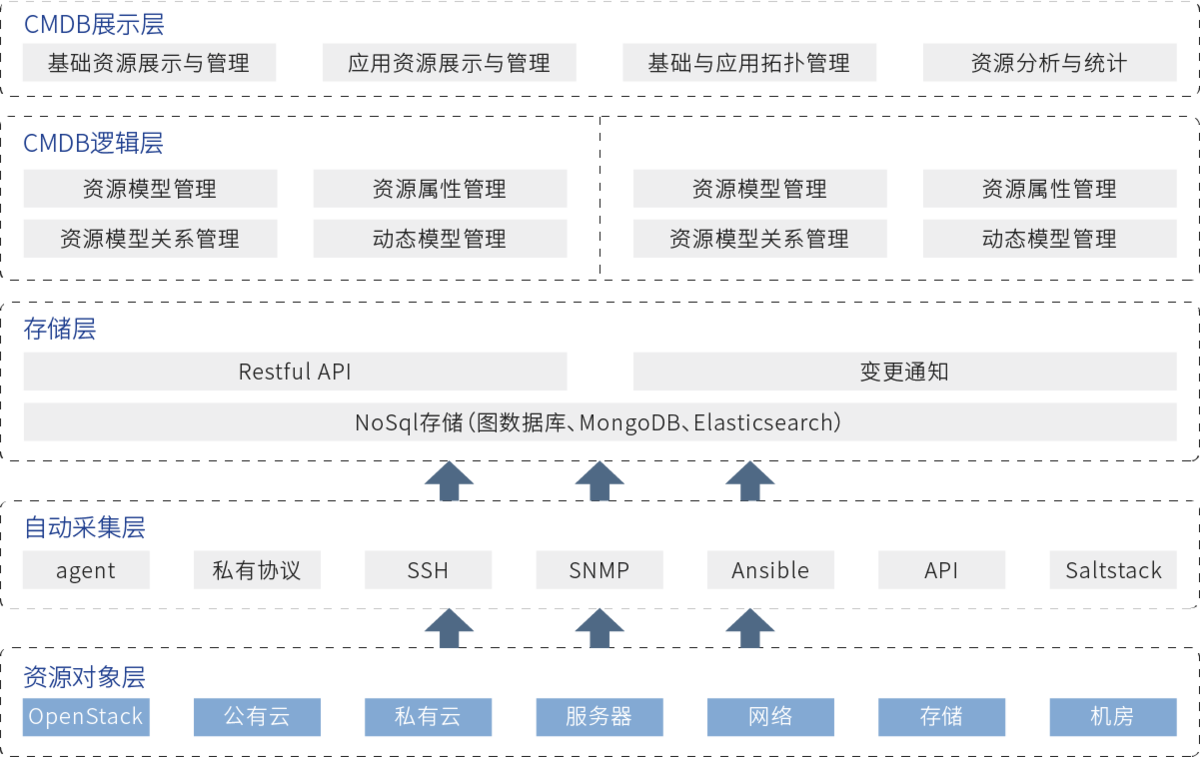 CMDB展示层
基础资源展示与管理
应用资源展示与管理
基础与应用拓扑管理
资源分析与统计
CMDB逻辑层
资源模型管理
资源属性管理
资源模型管理
资源属性管理
资源模型关系管理
动态模型管理
资源模型关系管理
动态模型管理
存储层
Restful API
变更通知
NoSql存储（图数据库、MongoDB、Elasticsearch）
自动采集层
agent
私有协议
SSH
SNMP
Ansible
API
Saltstack
资源对象层
OpenStack
公有云
私有云
服务器
网络
存储
机房